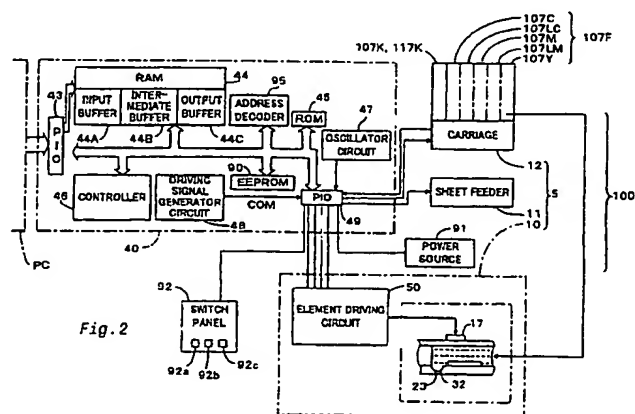 107C
107LC
107M
107LM
107Y
107F
107K, 117K
RAM
44
INPUT BUFFER
INTER-MEDIATE BUFFER
OUTPUT BUFFER
44A
44B
44C
43
PIO
95
ADDRESS DECODER
45
ROM
47
OSCILLATOR CIRCUIT
CARRIAGE
12
46
CONTROLLER
90
EEPROM
DRIVING SIGNAL GENERATOR CIRCUIT
48
COM
PIO
49
SHEET FEEDER
11
S
100
10
91
POWER SOURCE
PC
40
92
SWITCH PANEL
92a
92b
92c
50
ELEMENT DRIVING CIRCUIT
17
23
32
Fig. 2